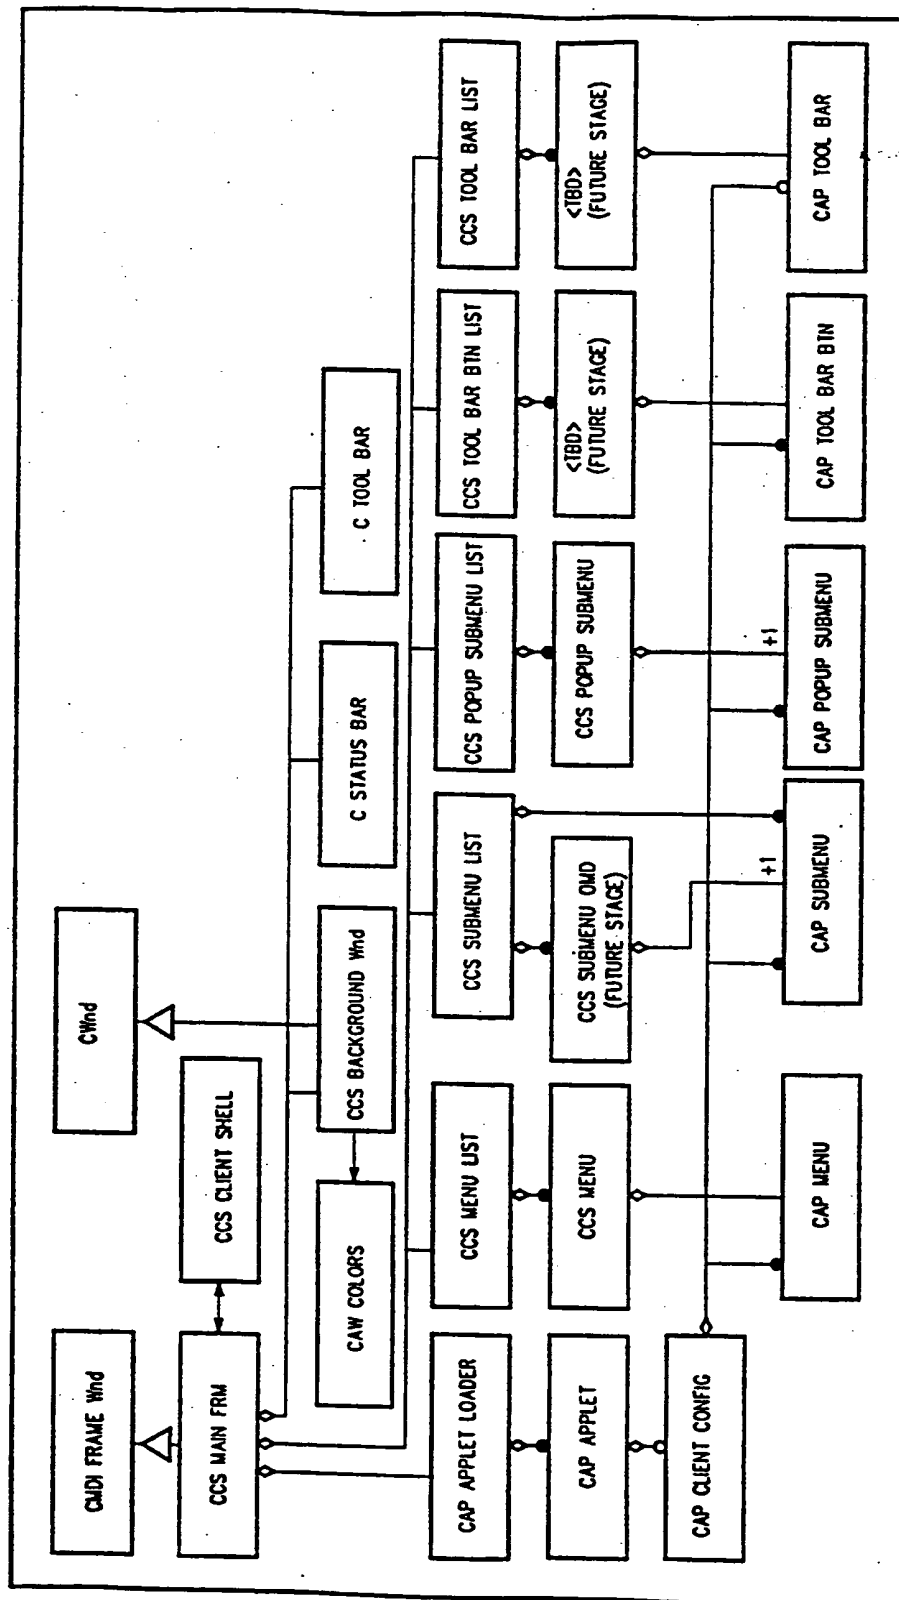 CMDI FRAME Wnd
CWnd
CCS MAIN FRM
CCS CLIENT SHELL
CAW COLORS
CCS BACKGROUND Wnd
C STATUS BAR
C TOOL BAR
CAP APPLET LOADER
CCS MENU LIST
CCS SUBMENU LIST
CCS POPUP SUBMENU LIST
CCS TOOL BAR BTN LIST
CCS TOOL BAR LIST
CAP APPLET
CCS MENU
CCS SUBMENU OMD
(FUTURE STAGE)
CCS POPUP SUBMENU
<TBD>
(FUTURE STAGE)
<TBD>
(FUTURE STAGE)
CAP CLIENT CONFIG
+1
+1
CAP MENU
CAP SUBMENU
CAP POPUP SUBMENU
CAP TOOL BAR BTN
CAP TOOL BAR